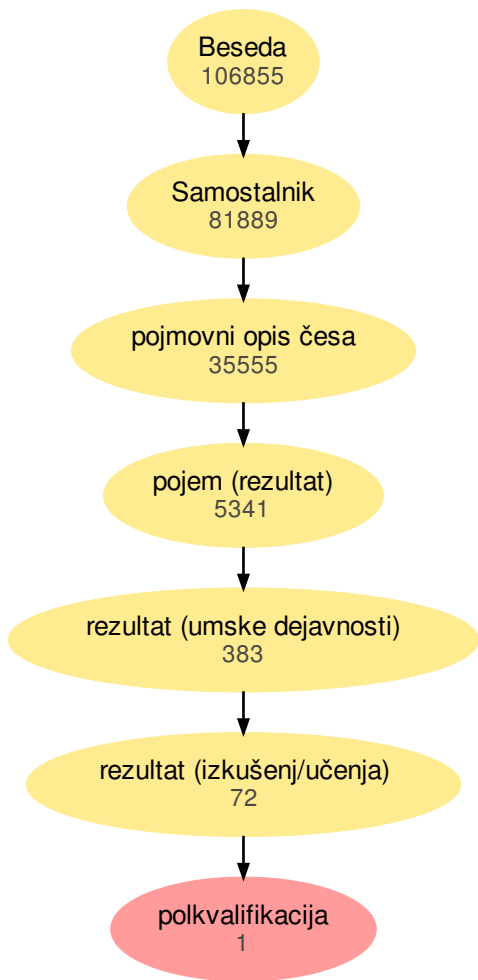 Beseda
106855
Samostalnik
81889
pojmovni opis česa
35555
pojem (rezultat)
5341
rezultat (umske dejavnosti)
383
rezultat (izkušenj/učenja)
72
polkvalifikacija
1